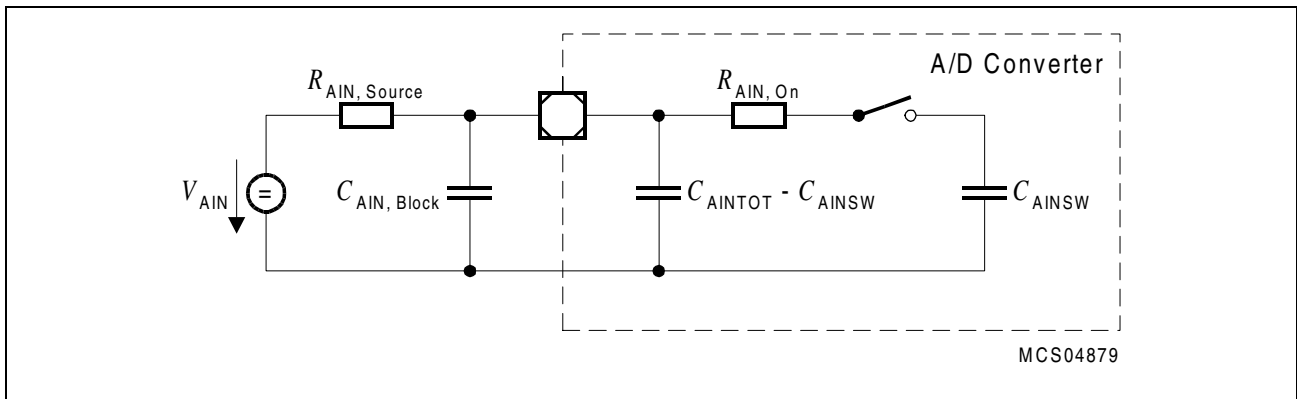 A/D Converter
R AIN, Source
R AIN, On
V AIN
=
C AIN, Block
C AINTOT - C AINSW
C AINSW
MCS04879